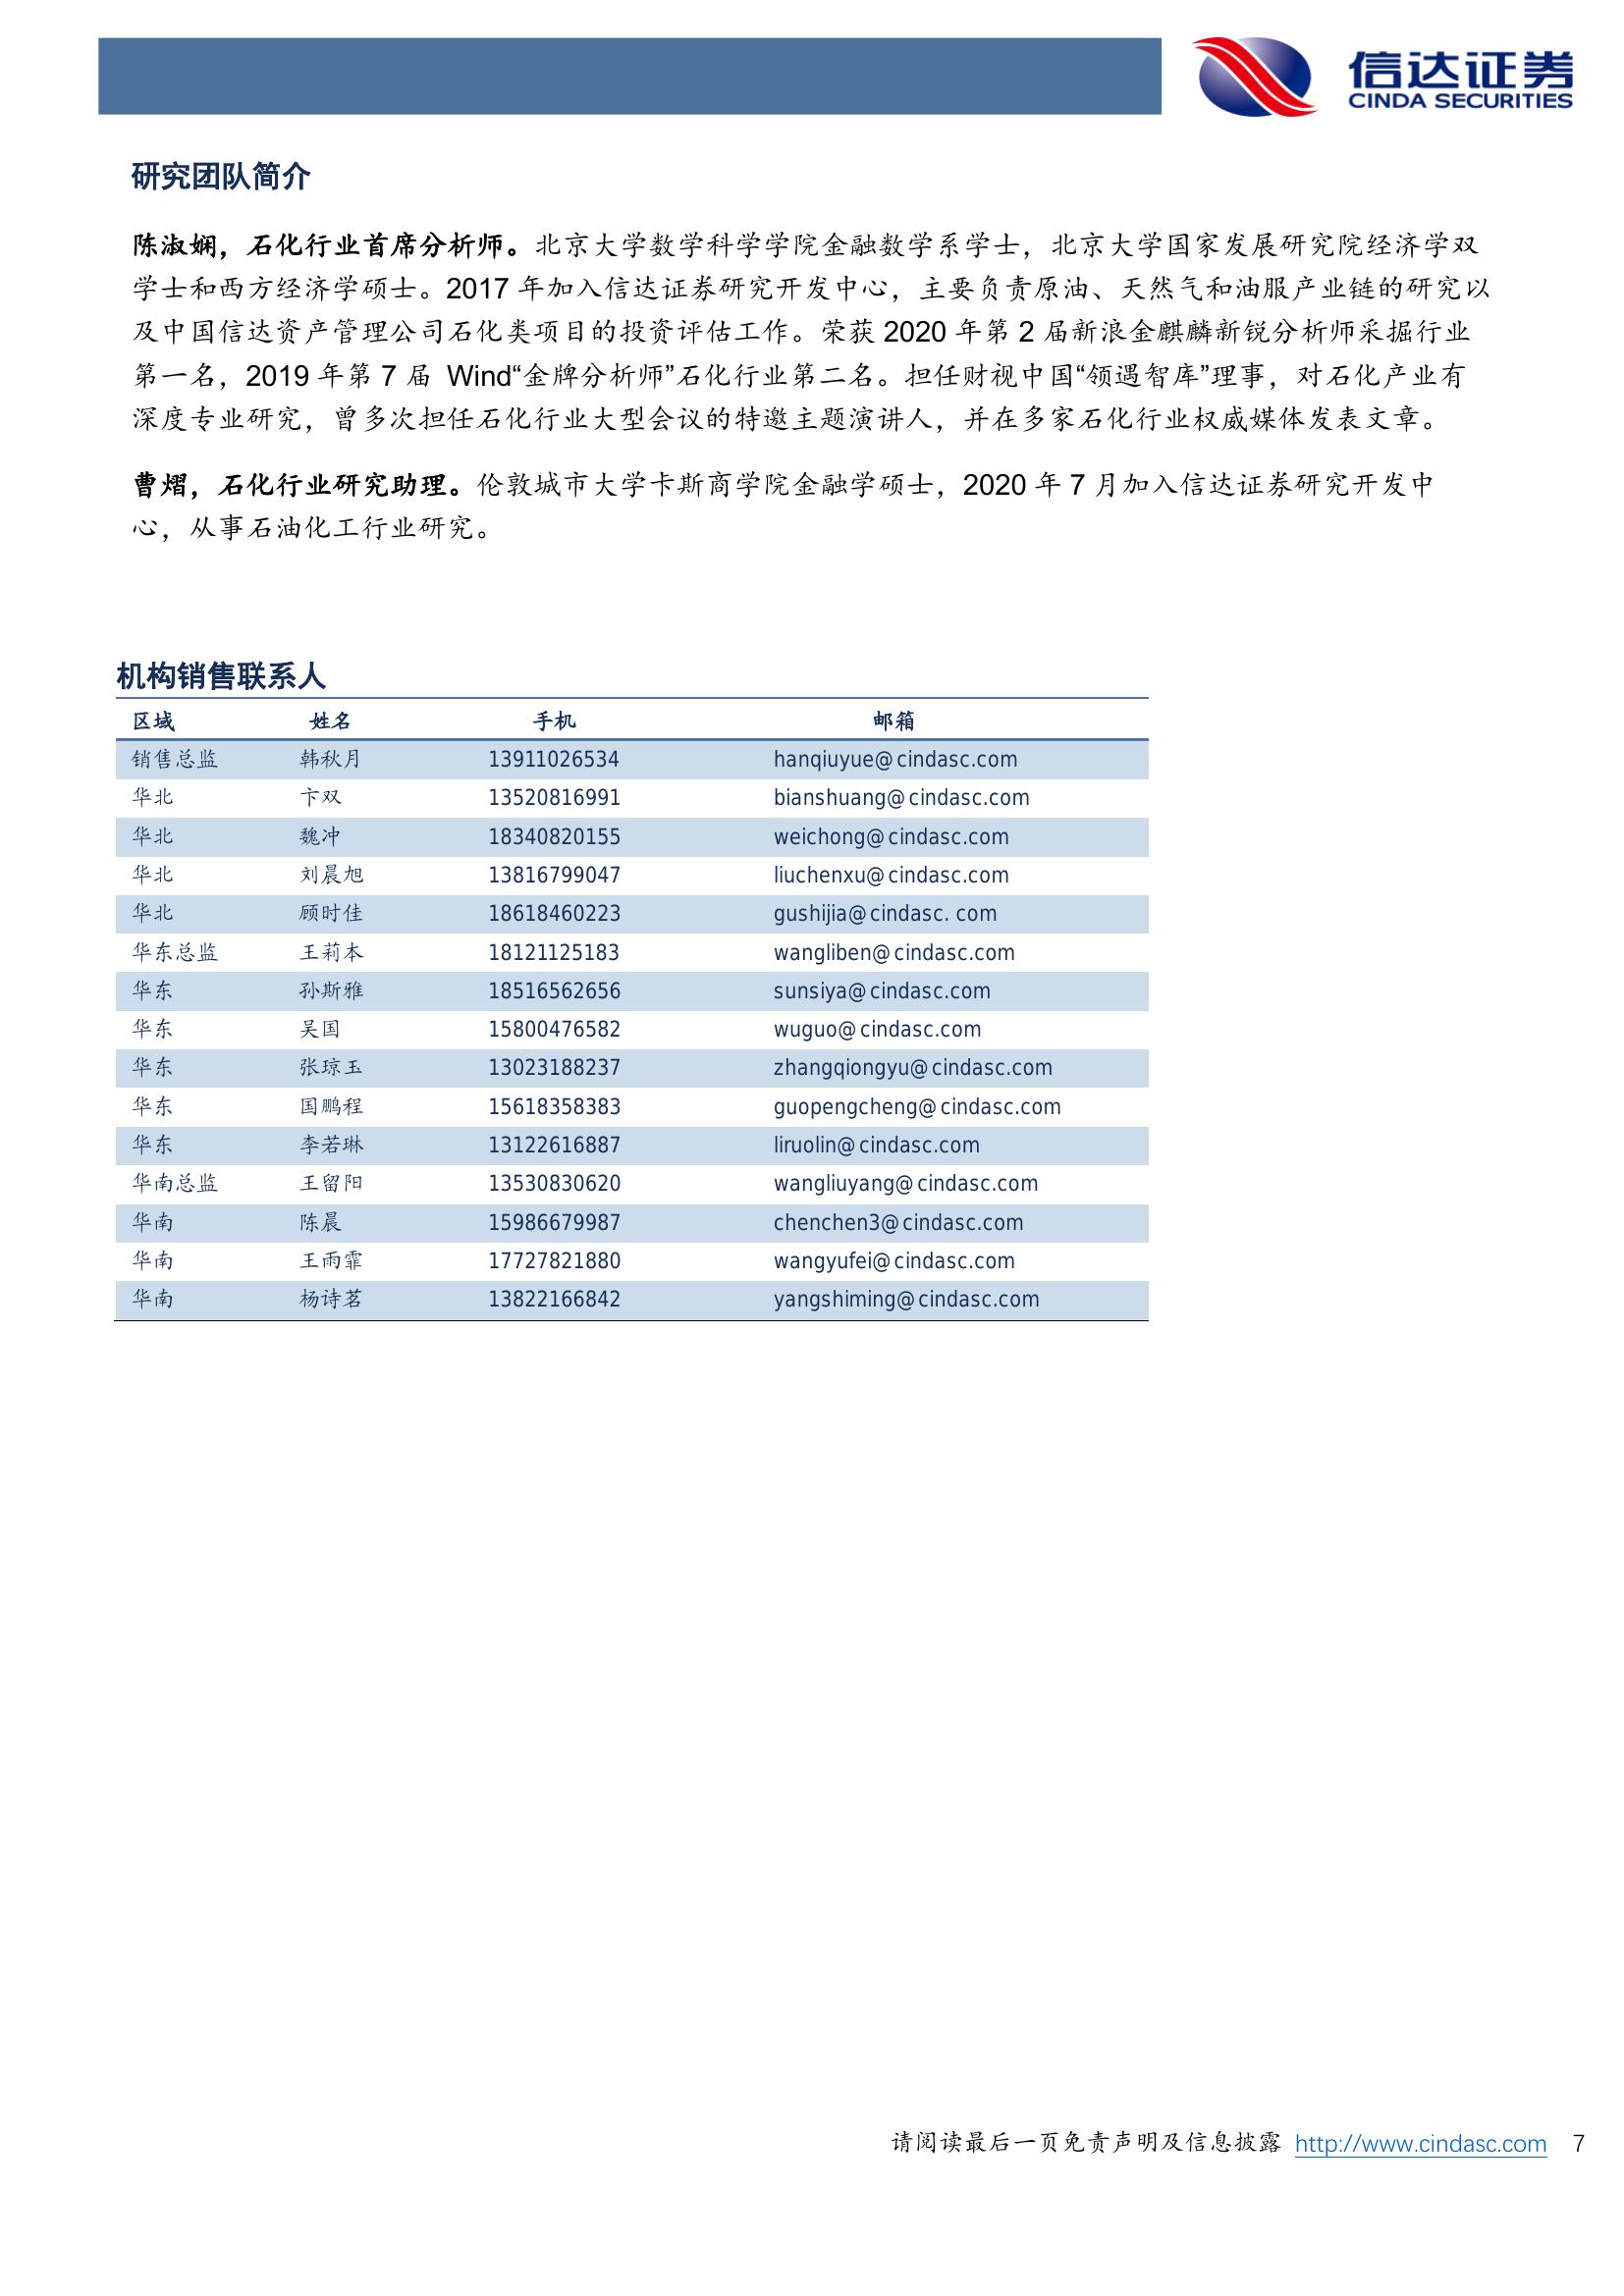 信达证券
CINDA SECURITIES
研究团队简介
陈淑娴，石化行业首席分析师。北京大学数学科学学院金融数学系学士，北京大学国家发展研究院经济学双
学士和西方经济学硕士。2017 年加入信达证券研究开发中心，主要负责原油、天然气和油服产业链的研究以
及中国信达资产管理公司石化类项目的投资评估工作。荣获 2020 年第 2 届新浪金麒麟新锐分析师采掘行业
第一名，2019 年第 7 届 Wind“金牌分析师”石化行业第二名。担任财视中国“领遇智库”理事，对石化产业有
深度专业研究，曾多次担任石化行业大型会议的特邀主题演讲人，并在多家石化行业权威媒体发表文章。
曹熠，石化行业研究助理。伦敦城市大学卡斯商学院金融学硕士，2020 年 7 月加入信达证券研究开发中
心，从事石油化工行业研究。
机构销售联系人
区域 姓名 手机 邮箱
销售总监 韩秋月 13911026534 hanqiuyue@cindasc.com
华北 卞双 13520816991 bianshuang@cindasc.com
华北 魏冲 18340820155 weichong@cindasc.com
华北 刘晨旭 13816799047 liuchenxu@cindasc.com
华北 顾时佳 18618460223 gushijia@cindasc. com
华东总监 王莉本 18121125183 wangliben@cindasc.com
华东 孙斯雅 18516562656 sunsiya@cindasc.com
华东 吴国 15800476582 wuguo@cindasc.com
华东 张琼玉 13023188237 zhangqiongyu@cindasc.com
华东 国鹏程 15618358383 guopengcheng@cindasc.com
华东 李若琳 13122616887 liruolin@cindasc.com
华南总监 王留阳 13530830620 wangliuyang@cindasc.com
华南 陈晨 15986679987 chenchen3@cindasc.com
华南 王雨霏 17727821880 wangyufei@cindasc.com
华南 杨诗茗 13822166842 yangshiming@cindasc.com
请阅读最后一页免责声明及信息披露 http://www.cindasc.com 7